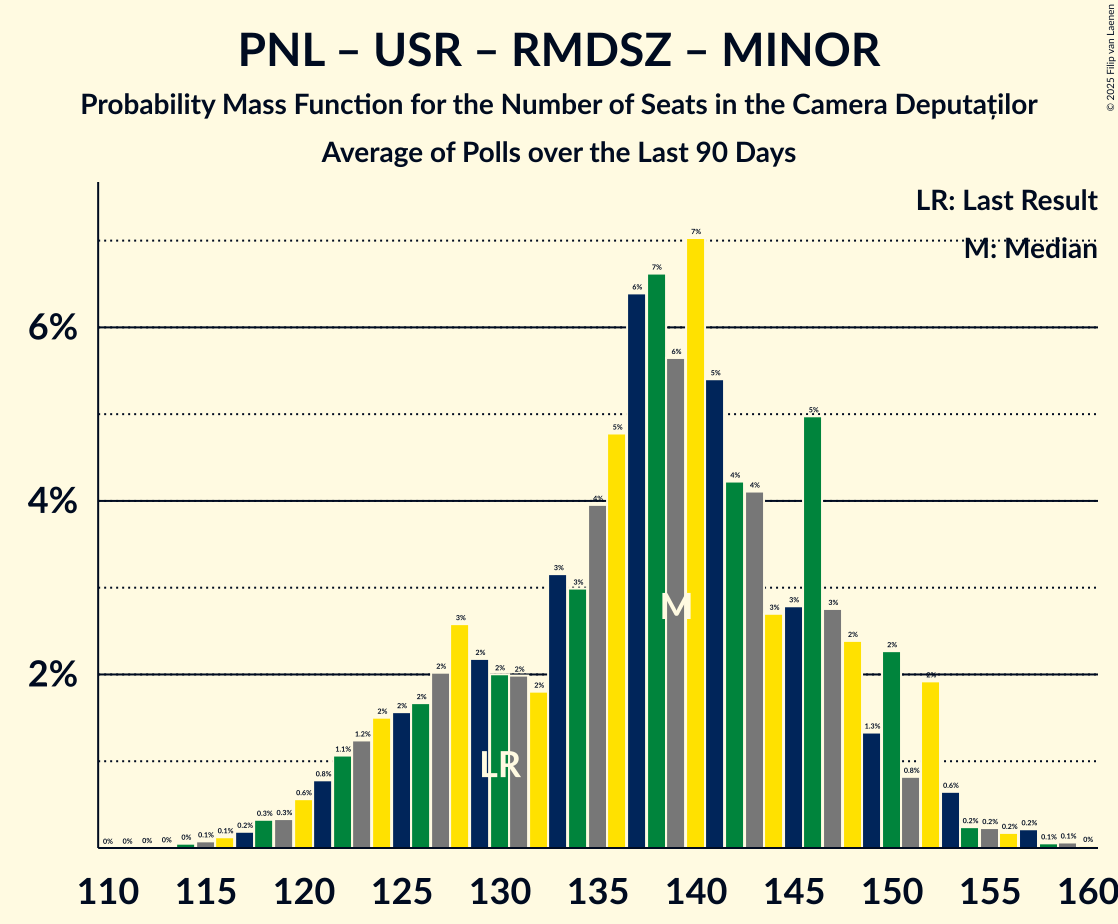 PNL – USR – RMDSZ – MINOR
Probability Mass Function for the Number of Seats in the Camera Deputaților
Average of Polls over the Last 90 Days
© 2025 Filip van Laenen
LR: Last Result
M: Median
6%
4%
2%
0% 0% 0% 0% 0% 0.1% 0.1% 0.2% 0.3% 0.3% 0.6% 0.8% 1.1% 1.2% 2% 2% 2% 2% 3% 2% 2% 2% 2% 3% 3% 4% 5% 6% 7% 6% 7% 5% 4% 4% 3% 3% 5% 3% 2% 1.3% 2% 0.8% 2% 0.6% 0.2% 0.2% 0.2% 0.2% 0.1% 0.1% 0%
M
LR
110 115 120 125 130 135 140 145 150 155 160